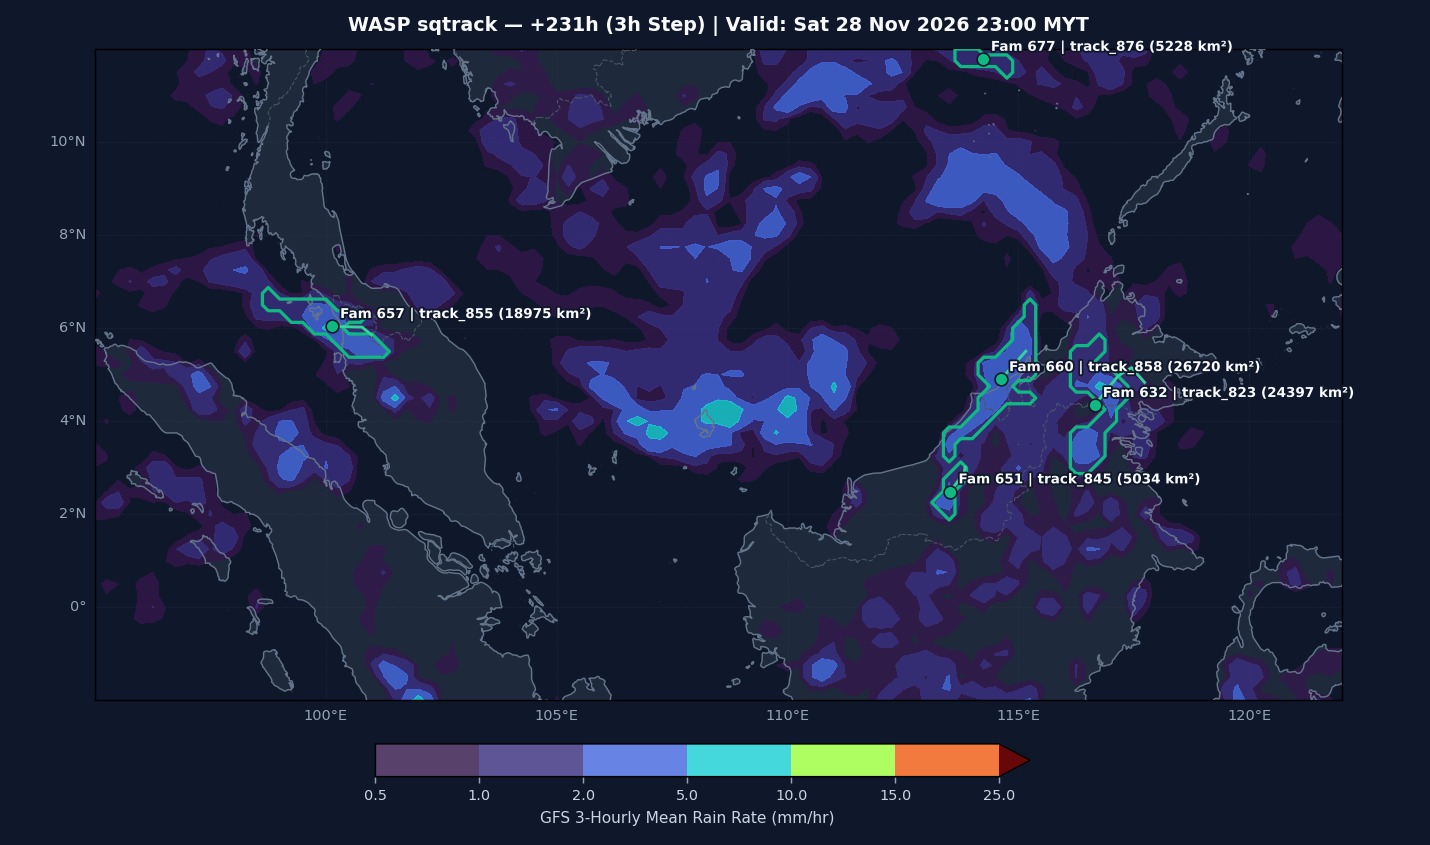 WASP sqtrack — +231h (3h Step) | Valid: Sat 28 Nov 2026 23:00 MYT
Fam 677 | track_876 (5228 km²)
10°N
8°N
Fam 657 | track_855 (18975 km²)
6°N
Fam 660 | track_858 (26720 km²)
Fam 632 | track_823 (24397 km²)
4°N
Fam 651 | track_845 (5034 km²)
2°N
0°
100°E 105°E 110°E 115°E 120°E
0.5 1.0 2.0 5.0 10.0 15.0 25.0
GFS 3-Hourly Mean Rain Rate (mm/hr)